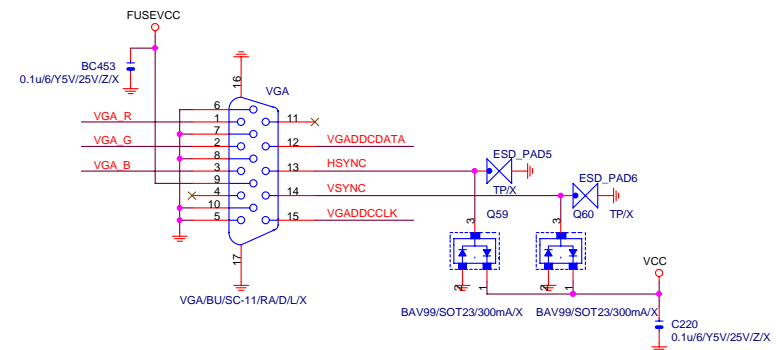 FUSEVCC
BC453
0.1u/6/Y5V/25V/Z/X
16
VGA
6
VGA_R
1
11
7
VGA_G
2
12
VGADDCDATA
8
VGA_B
3
13
HSYNC
ESD_PAD5
TP/X
9
4
14
VSYNC
ESD_PAD6
TP/X
10
5
15
VGADDCCLK
3
Q59
3
Q60
17
2
1
2
1
VCC
VGA/BU/SC-11/RA/D/L/X
BAV99/SOT23/300mA/X
BAV99/SOT23/300mA/X
C220
0.1u/6/Y5V/25V/Z/X